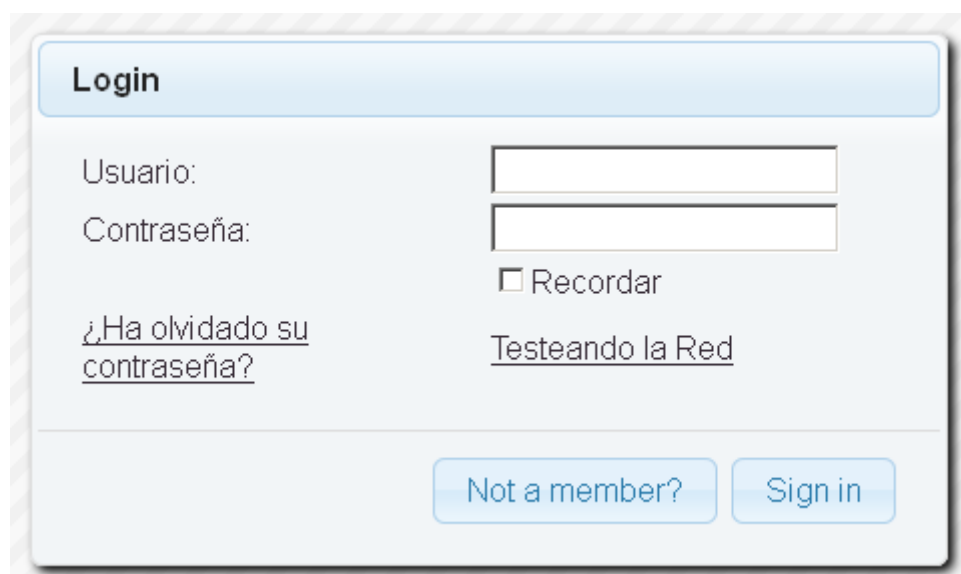 Login
Usuario:
Contraseña:
Recordar
¿Ha olvidado su
contraseña?
Testeando la Red
Not a member?
Sign in